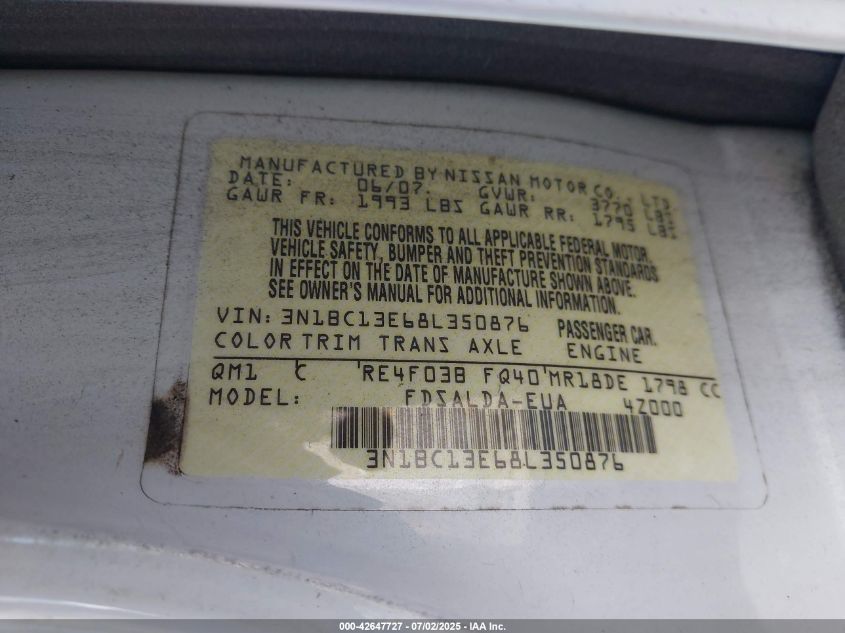 MANUFACTURED BY NISSAN MOTOR CO., LTD
DATE: 06/07. GVWR: 3770 LBS
GAWR FR: 1993 LBS GAWR RR: 1795 LBS
THIS VEHICLE CONFORMS TO ALL APPLICABLE FEDERAL MOTOR
VEHICLE SAFETY, BUMPER AND THEFT PREVENTION STANDARDS
IN EFFECT ON THE DATE OF MANUFACTURE SHOWN ABOVE.
SEE OWNER'S MANUAL FOR ADDITIONAL INFORMATION.
VIN: 3N1BC13E68L350876 PASSENGER CAR.
COLOR TRIM TRANS AXLE ENGINE
QM1 C RE4F03B FQ40 MR18DE 1798 CC
MODEL: FDSALDA-EUA 4Z000
3N1BC13E68L350876
000-42647727 - 07/02/2025 - IAA Inc.